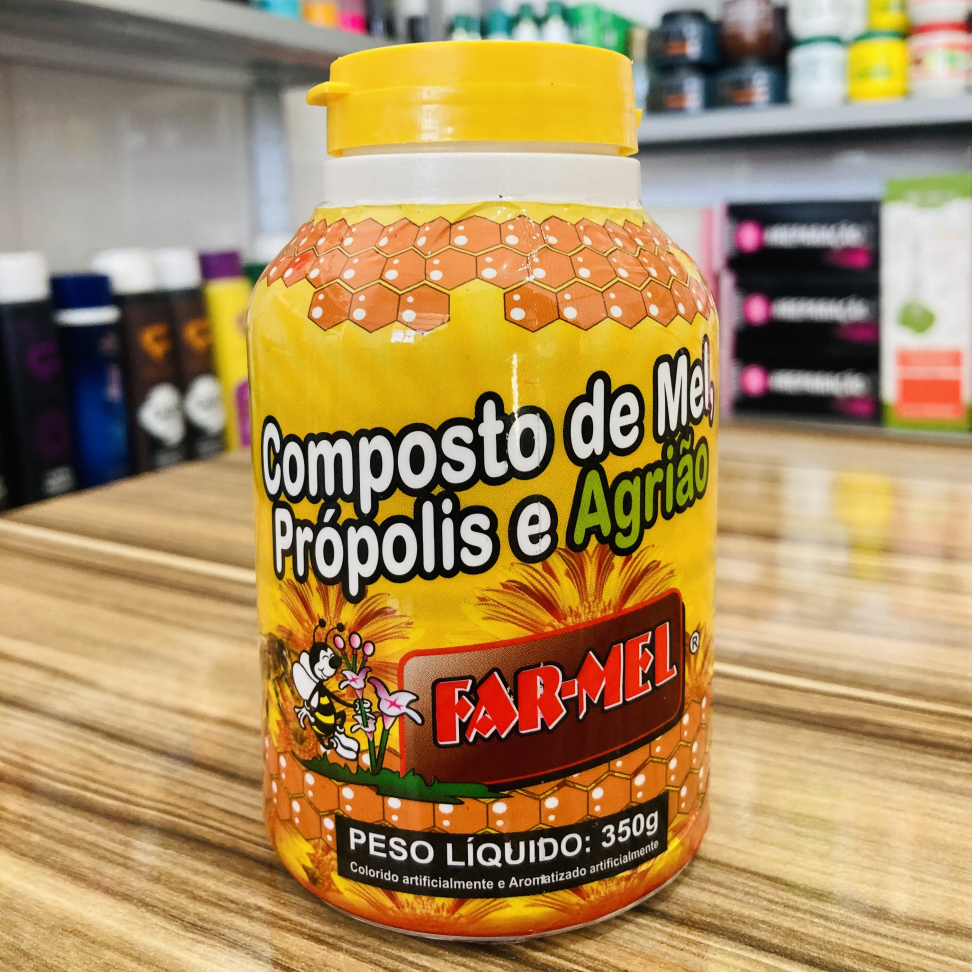 Composto de Mel,
Própolis e Agrião
FAR-MEL
®
PESO LÍQUIDO: 350g
Colorido artificialmente e Aromatizado artificialmente